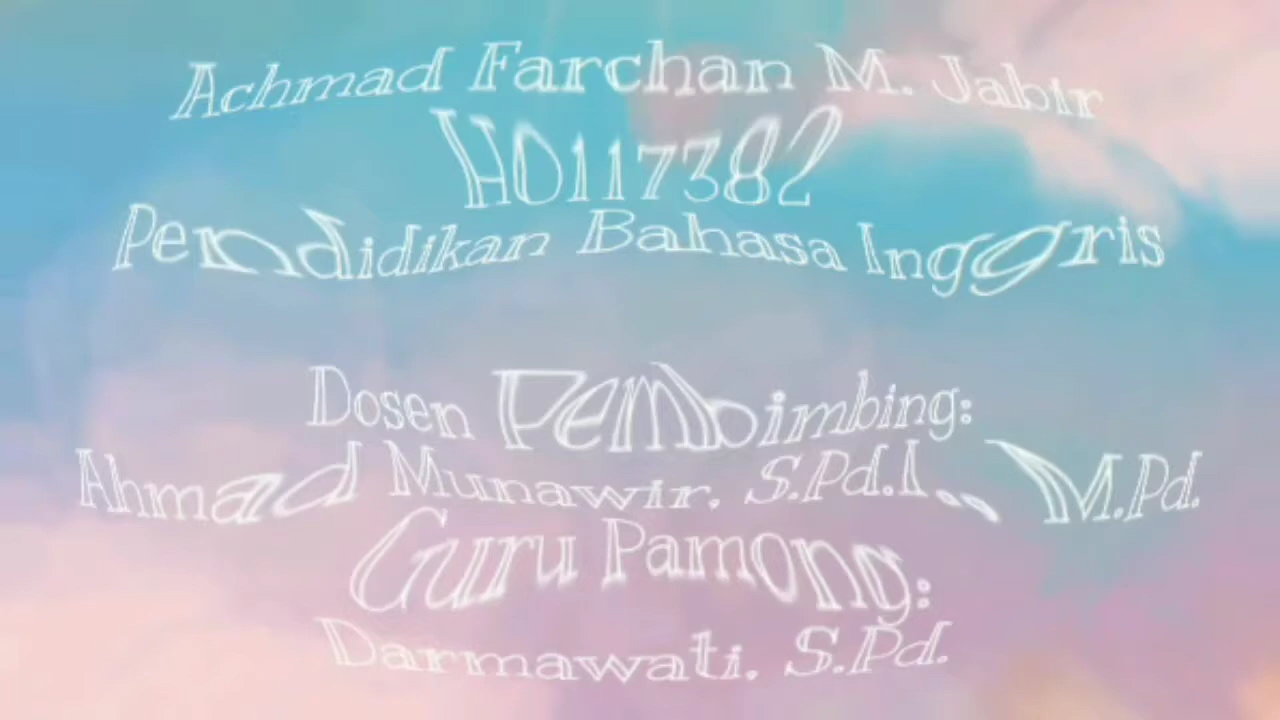 Achmad Farchan M. Jabir
H0117382
Pendidikan Bahasa Inggris
Dosen Pembimbing:
Ahmad Munawir, S.Pd.I., M.Pd.
Guru Pamong:
Darmawati, S.Pd.